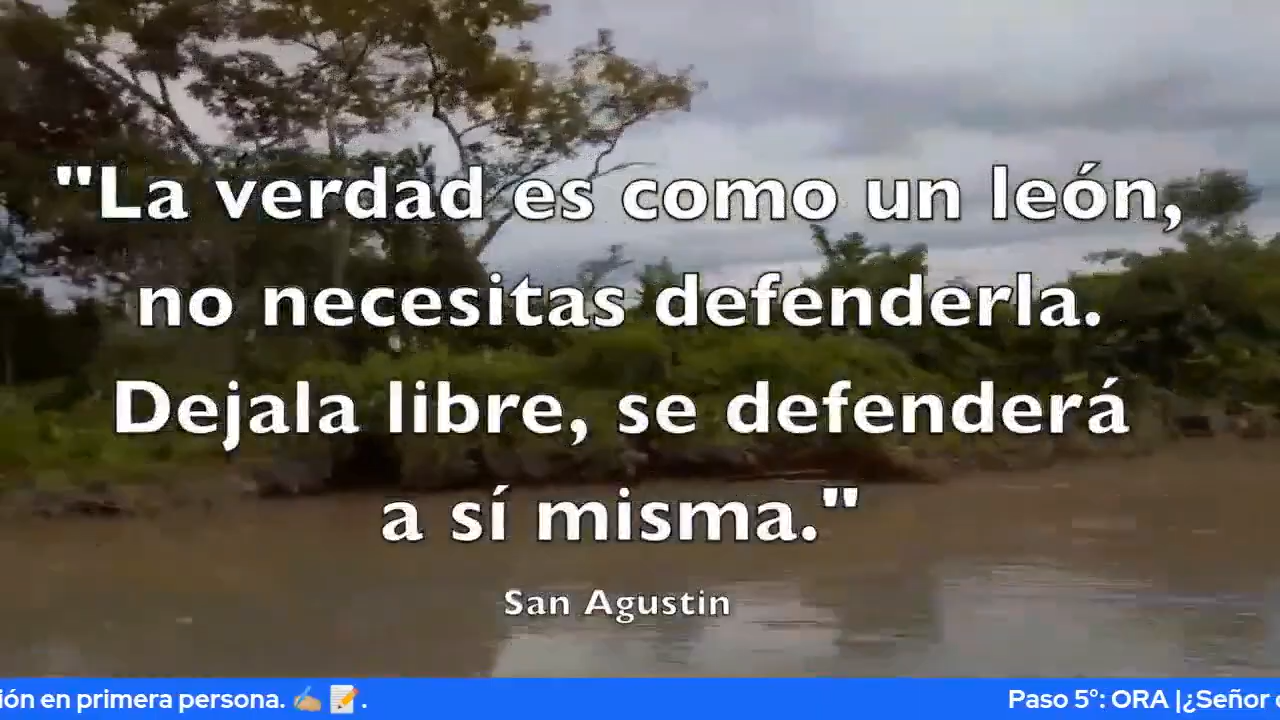 "La verdad es como un león,
no necesitas defenderla.
Dejala libre, se defenderá
a sí misma."
San Agustin
ión en primera persona. ✍🏼 📝 .
Paso 5°: ORA |¿Señor